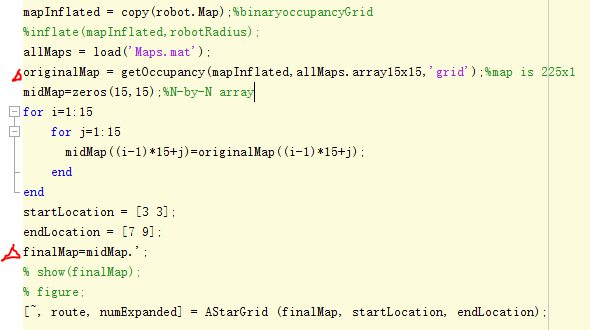 mapInflated = copy(robot.Map);%binaryoccupancyGrid
%inflate(mapInflated,robotRadius);
allMaps = load('Maps.mat');
originalMap = getOccupancy(mapInflated,allMaps.array15x15,'grid');%map is 225x1
midMap=zeros(15,15);%N-by-N array
for i=1:15
for j=1:15
midMap((i-1)*15+j)=originalMap((i-1)*15+j);
end
end
startLocation = [3 3];
endLocation = [7 9];
finalMap=midMap.';
% show(finalMap);
% figure;
[~, route, numExpanded] = AStarGrid (finalMap, startLocation, endLocation);